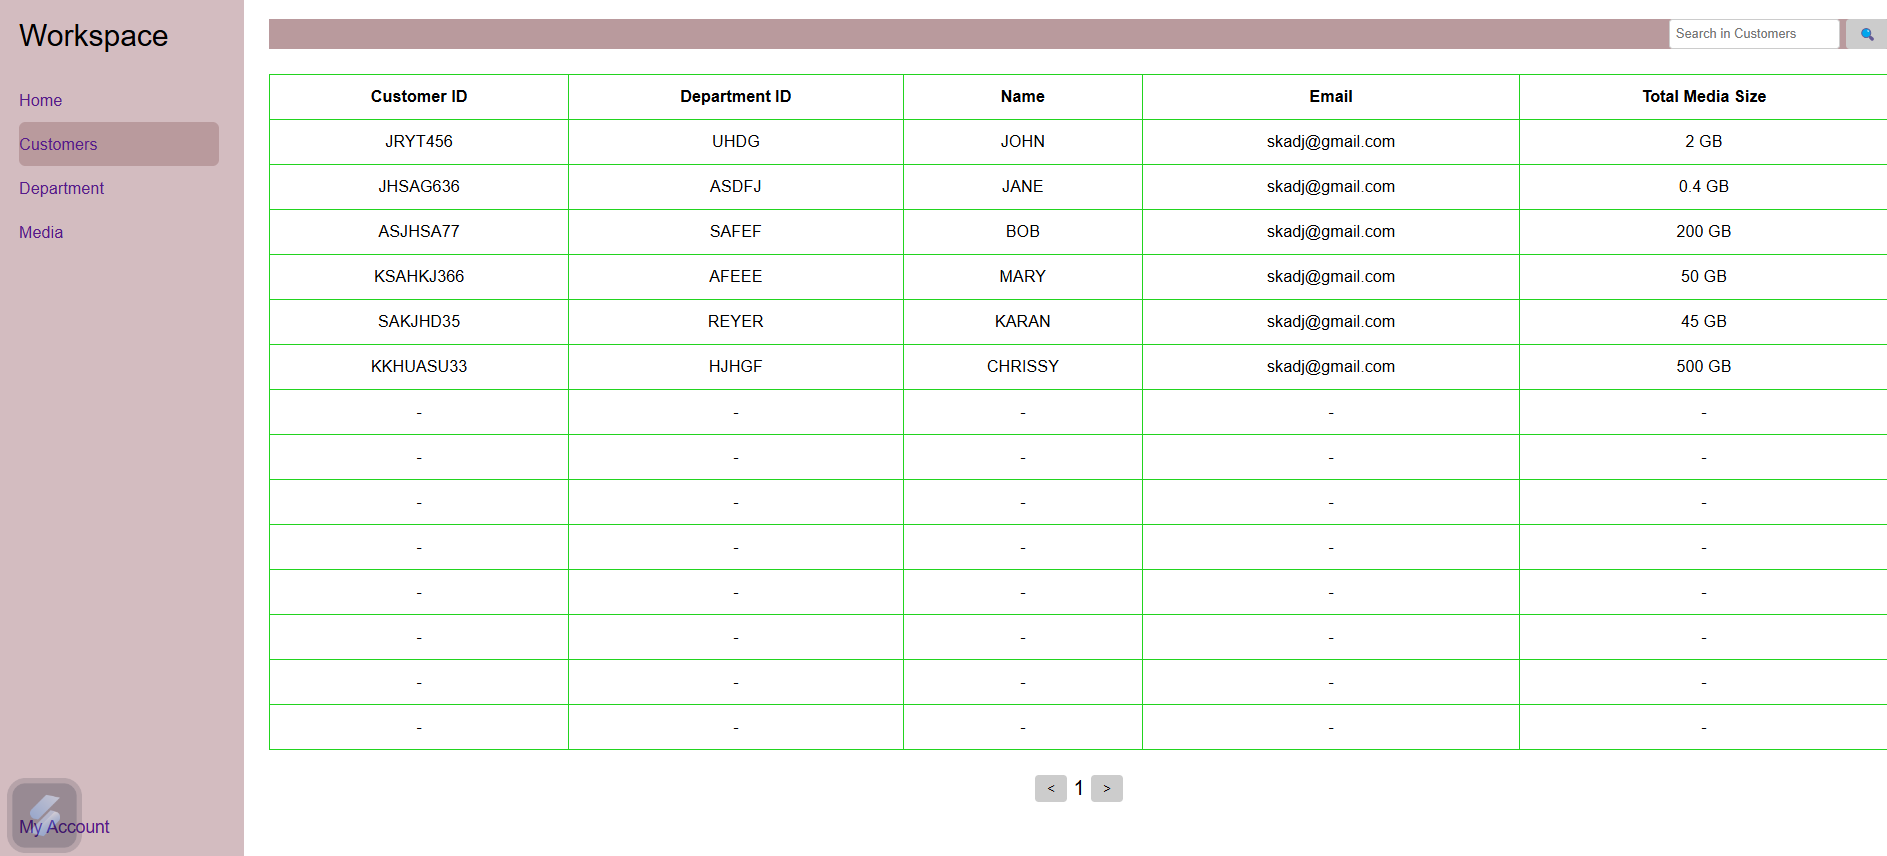 Workspace
Home
Customers
Department
Media
My Account
Search in Customers
Customer ID Department ID Name Email Total Media Size
JRYT456 UHDG JOHN skadj@gmail.com 2 GB
JHSAG636 ASDFJ JANE skadj@gmail.com 0.4 GB
ASJHSA77 SAFEF BOB skadj@gmail.com 200 GB
KSAHKJ366 AFEEE MARY skadj@gmail.com 50 GB
SAKJHD35 REYER KARAN skadj@gmail.com 45 GB
KKHUASU33 HJHGF CHRISSY skadj@gmail.com 500 GB
- - - - -
- - - - -
- - - - -
- - - - -
- - - - -
- - - - -
- - - - -
- - - - -
< 1 >